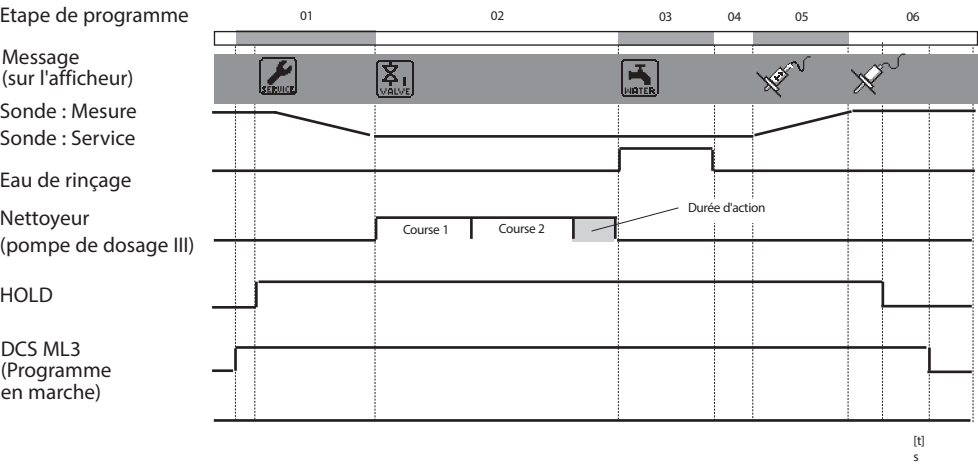 Etape de programme
01
02
03
04
05
06
Message
(sur l'afficheur)
SERVICE
VALVE
WATER
Sonde : Mesure
Sonde : Service
Eau de rinçage
Durée d'action
Nettoyeur
(pompe de dosage III)
Course 1
Course 2
HOLD
DCS ML3
(Programme
en marche)
[t]
s